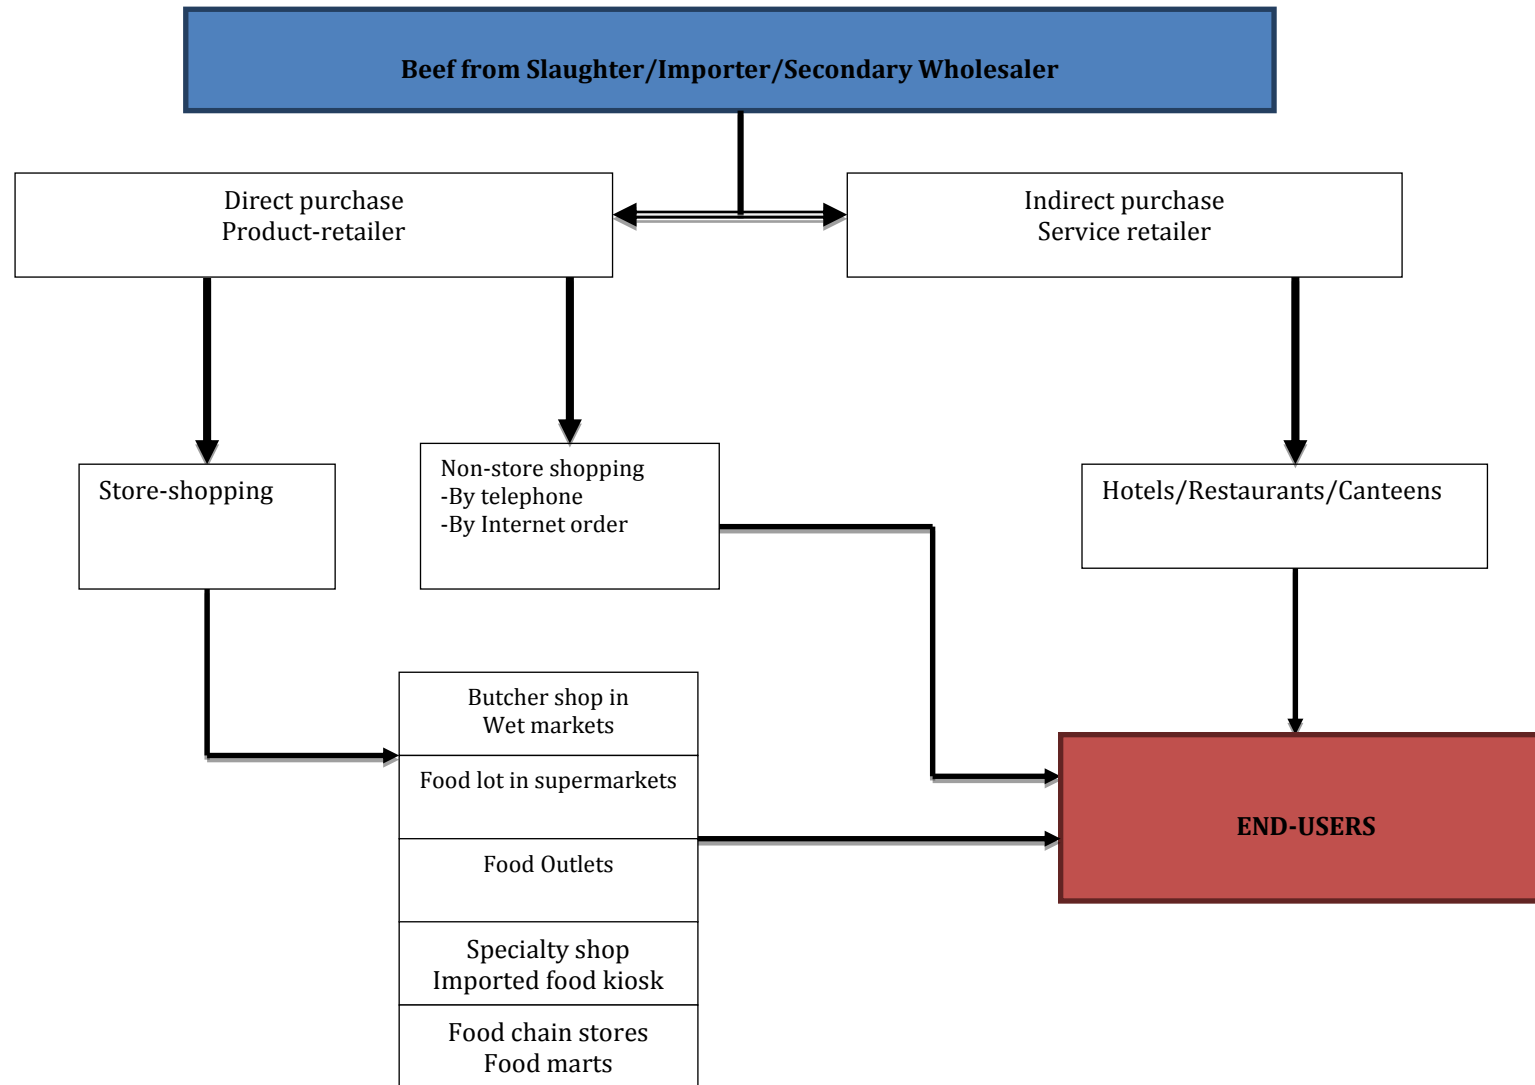 Beef from Slaughter/Importer/Secondary Wholesaler
Direct purchase
Product-retailer
Indirect purchase
Service retailer
Store-shopping
Non-store shopping
-By telephone
-By Internet order
Hotels/Restaurants/Canteens
Butcher shop in
Wet markets
Food lot in supermarkets
Food Outlets
Specialty shop
Imported food kiosk
Food chain stores
Food marts
END-USERS